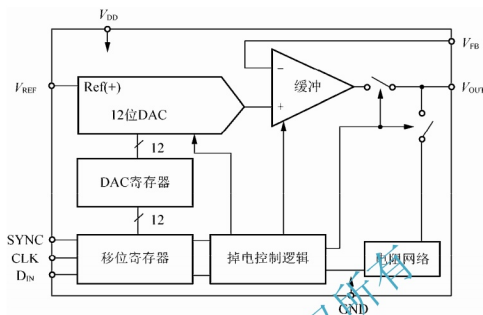 VDD
VFB
VREF
Ref(+)
12位DAC
缓冲
−
+
VOUT
12
DAC寄存器
12
SYNC
CLK
DIN
移位寄存器
掉电控制逻辑
电阻网络
GND
所有